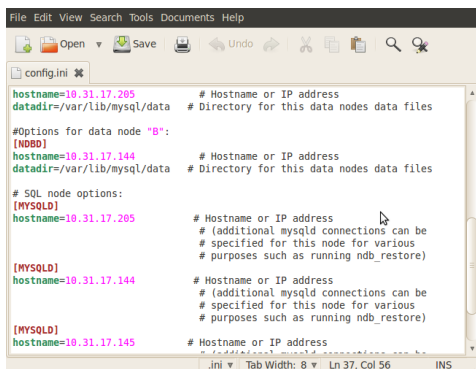 File Edit View Search Tools Documents Help
Open Save Undo
config.ini
hostname=10.31.17.205 # Hostname or IP address
datadir=/var/lib/mysql/data # Directory for this data nodes data files
#Options for data node "B":
[NDBD]
hostname=10.31.17.144 # Hostname or IP address
datadir=/var/lib/mysql/data # Directory for this data nodes data files
# SQL node options:
[MYSQLD]
hostname=10.31.17.205 # Hostname or IP address
# (additional mysqld connections can be
# specified for this node for various
# purposes such as running ndb_restore)
[MYSQLD]
hostname=10.31.17.144 # Hostname or IP address
# (additional mysqld connections can be
# specified for this node for various
# purposes such as running ndb_restore)
[MYSQLD]
hostname=10.31.17.145 # Hostname or IP address
# (additional mysqld connections can be
.ini Tab Width: 8 Ln 37, Col 56 INS